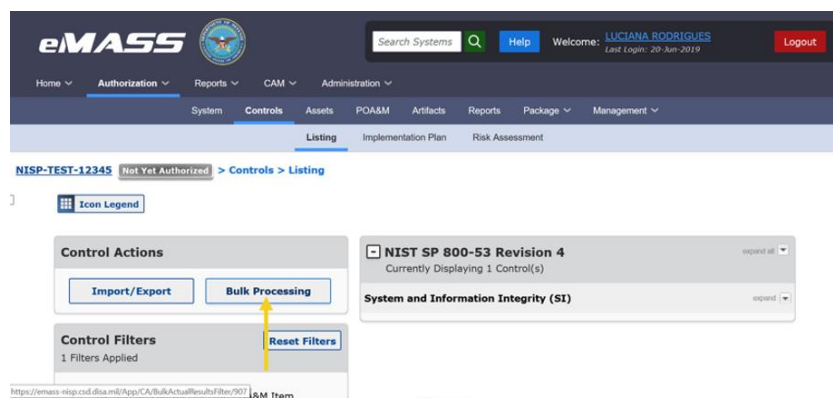 eMASS
Search Systems Help Welcome: LUCIANA RODRIGUES Logout
Last Login: 20-Jun-2019
Home Authorization Reports CAM Administration
System Controls Assets POA&M Artifacts Reports Package Management
Listing Implementation Plan Risk Assessment
NISP-TEST-12345 Not Yet Authorized > Controls > Listing
Icon Legend
Control Actions
Import/Export Bulk Processing
NIST SP 800-53 Revision 4 expand all
Currently Displaying 1 Control(s)
System and Information Integrity (SI) expand
Control Filters Reset Filters
1 Filters Applied
https://emass-nisp.csd.disa.mil/App/CA/BulkActualResultsFilter/907
&M Item